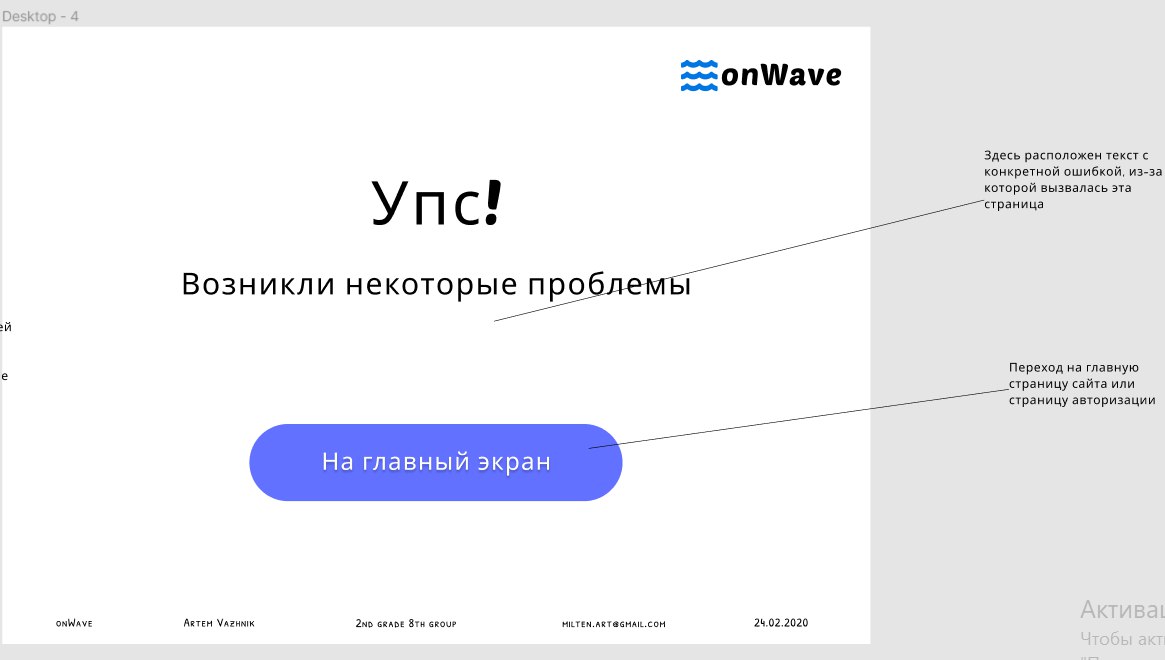 Desktop - 4
onWave
Упс!
Возникли некоторые проблемы
Здесь расположен текст с
конкретной ошибкой, из-за
которой вызвалась эта
страница
ей
е
Переход на главную
страницу сайта или
страницу авторизации
На главный экран
onWave
Artem Vazhnik
2nd grade 8th group
milten.art@gmail.com
24.02.2020
Чтобы